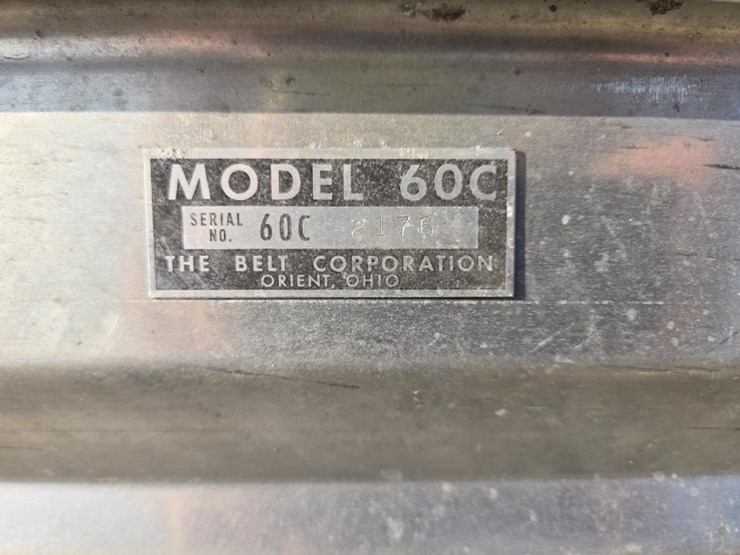 MODEL 60C
SERIAL NO. 60C 2176
THE BELT CORPORATION
ORIENT, OHIO